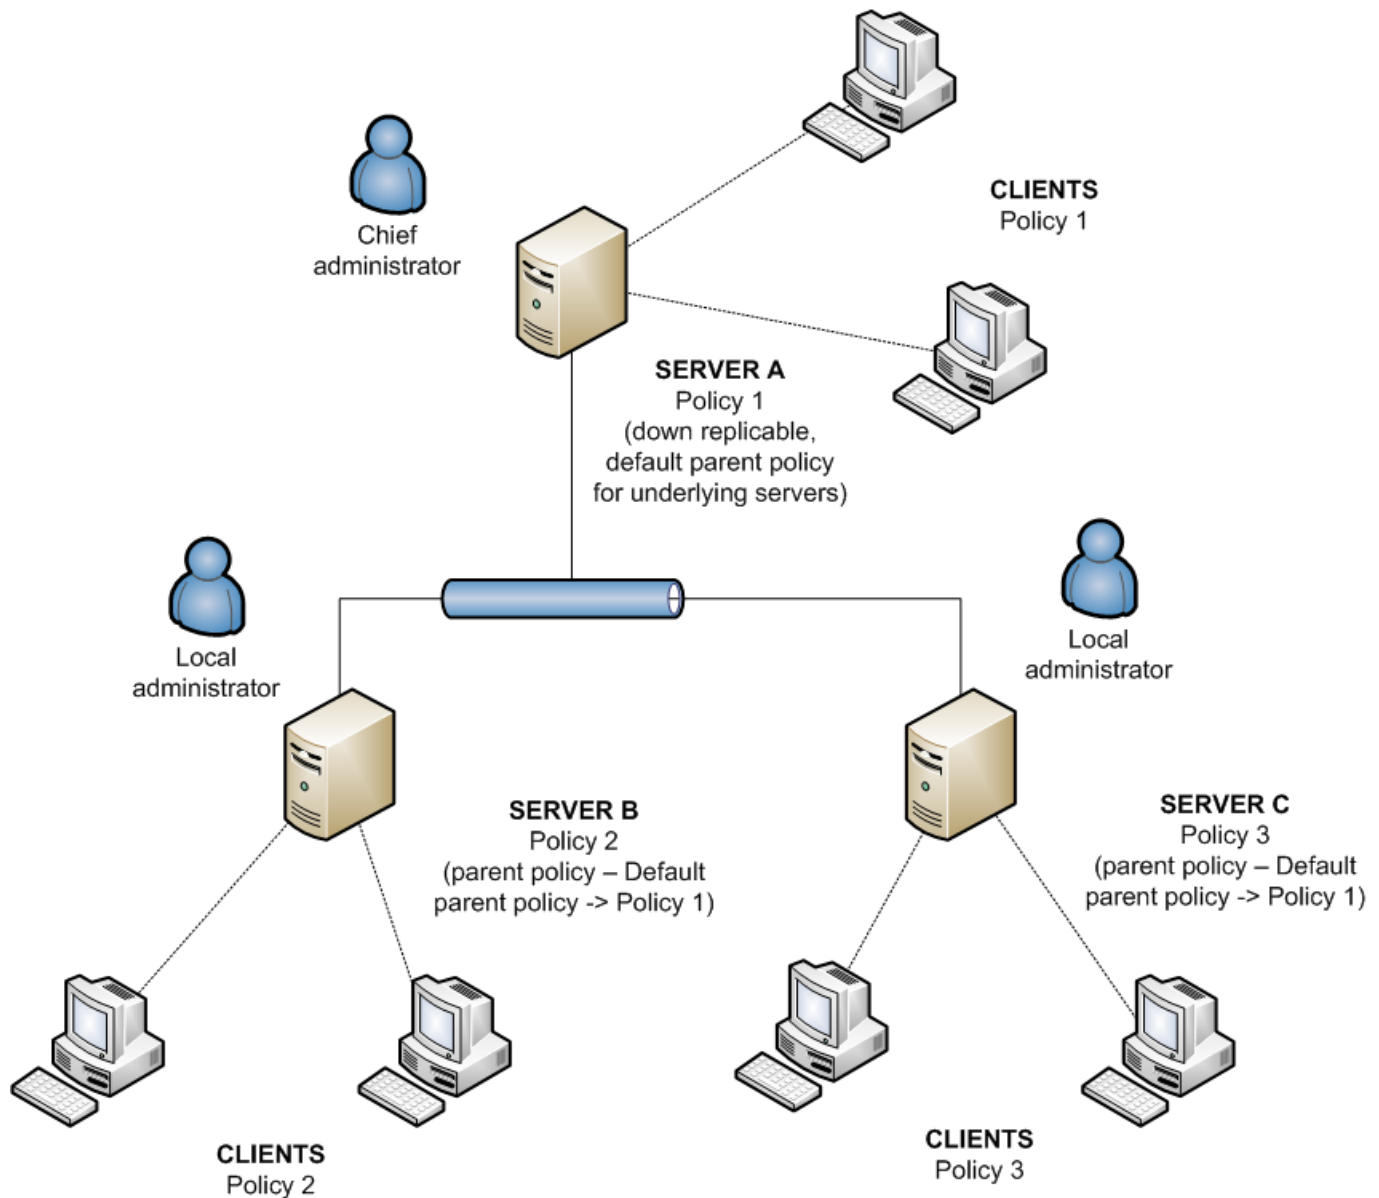 Chief
administrator
CLIENTS
Policy 1
SERVER A
Policy 1
(down replicable,
default parent policy
for underlying servers)
Local
administrator
Local
administrator
SERVER B
Policy 2
(parent policy – Default
parent policy -> Policy 1)
SERVER C
Policy 3
(parent policy – Default
parent policy -> Policy 1)
CLIENTS
Policy 2
CLIENTS
Policy 3